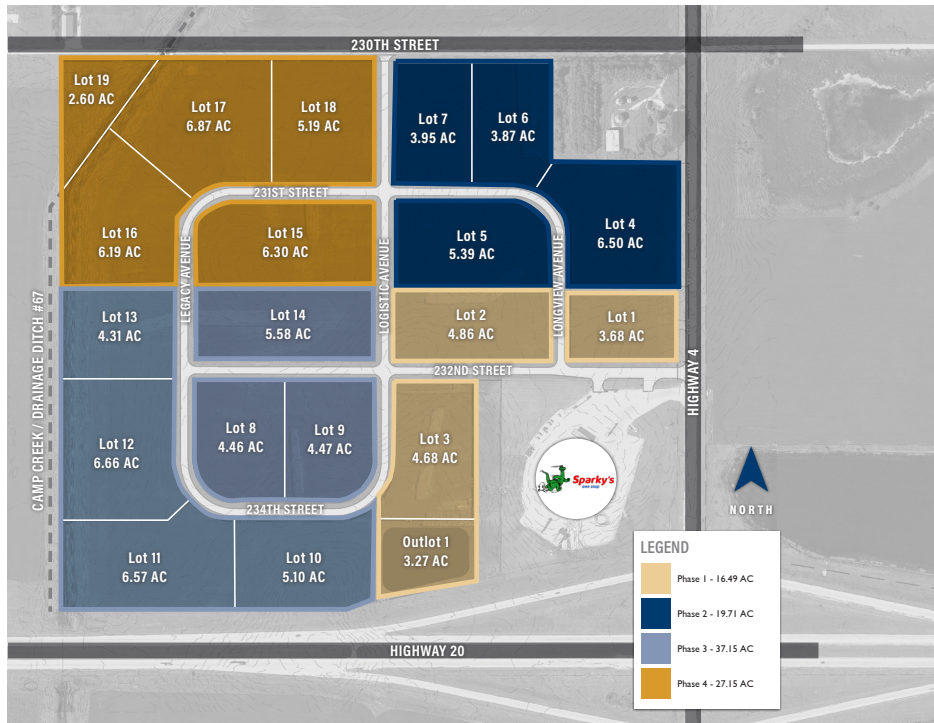 230TH STREET
Lot 19
2.60 AC
Lot 17
6.87 AC
Lot 18
5.19 AC
Lot 7
3.95 AC
Lot 6
3.87 AC
231ST STREET
Lot 16
6.19 AC
Lot 15
6.30 AC
Lot 5
5.39 AC
Lot 4
6.50 AC
LEGACY AVENUE
LOGISTIC AVENUE
LONGVIEW AVENUE
Lot 13
4.31 AC
Lot 14
5.58 AC
Lot 2
4.86 AC
Lot 1
3.68 AC
232ND STREET
HIGHWAY 4
CAMP CREEK / DRAINAGE DITCH #67
Lot 12
6.66 AC
Lot 8
4.46 AC
Lot 9
4.47 AC
Lot 3
4.68 AC
Sparky's
one stop
NORTH
234TH STREET
Outlot 1
3.27 AC
Lot 11
6.57 AC
Lot 10
5.10 AC
HIGHWAY 20
LEGEND
Phase 1 - 16.49 AC
Phase 2 - 19.71 AC
Phase 3 - 37.15 AC
Phase 4 - 27.15 AC